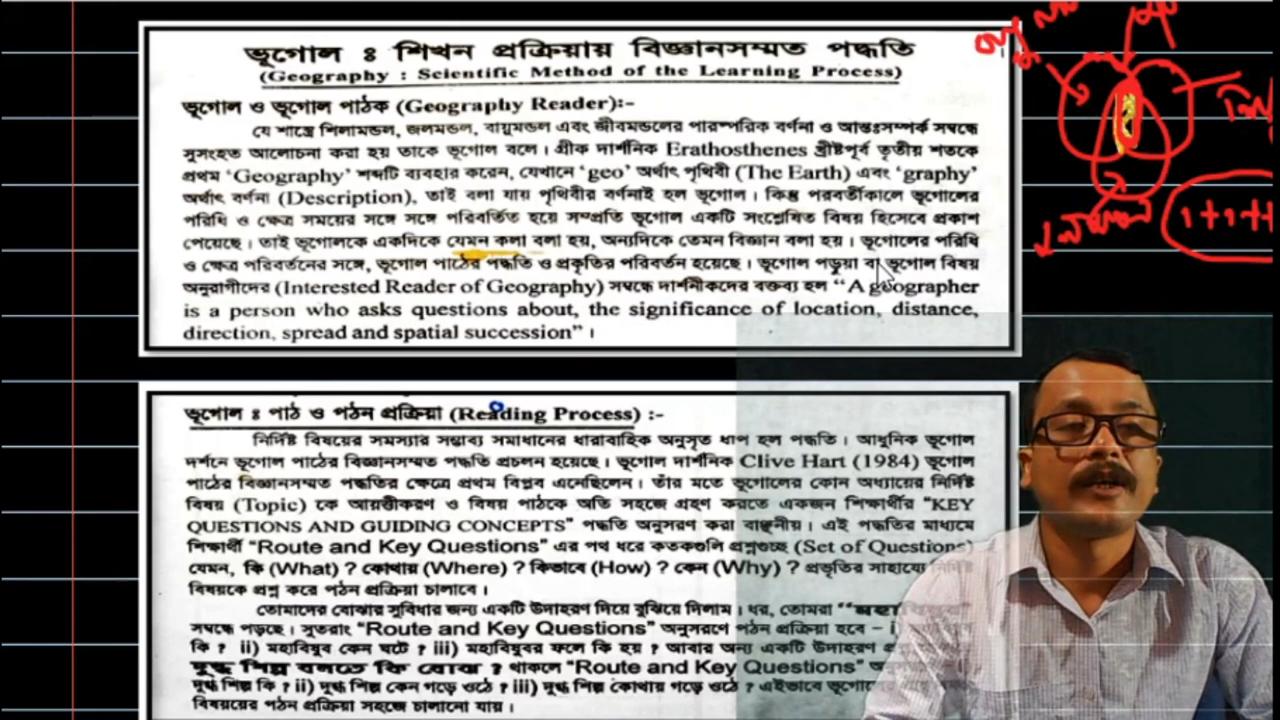 ভূগোল ঃ শিখন প্রক্রিয়ায় বিজ্ঞানসম্মত পদ্ধতি
(Geography : Scientific Method of the Learning Process)
ভূগোল ও ভূগোল পাঠক (Geography Reader):-
যে শাস্ত্রে শিলামন্ডল, জলমন্ডল, বায়ুমন্ডল এবং জীবমন্ডলের পারস্পরিক বর্ণনা ও আন্তঃসম্পর্ক সম্বন্ধে
সুসংহত আলোচনা করা হয় তাকে ভূগোল বলে। গ্রীক দার্শনিক Erathosthenes খ্রীষ্টপূর্ব তৃতীয় শতকে
প্রথম ‘Geography’ শব্দটি ব্যবহার করেন, যেখানে ‘geo’ অর্থাৎ পৃথিবী (The Earth) এবং ‘graphy’
অর্থাৎ বর্ণনা (Description), তাই বলা যায় পৃথিবীর বর্ণনাই হল ভূগোল। কিন্তু পরবর্তীকালে ভূগোলের
পরিধি ও ক্ষেত্র সময়ের সঙ্গে সঙ্গে পরিবর্তিত হয়ে সম্প্রতি ভূগোল একটি সংশ্লেষিত বিষয় হিসেবে প্রকাশ
পেয়েছে। তাই ভূগোলকে একদিকে যেমন কলা বলা হয়, অন্যদিকে তেমন বিজ্ঞান বলা হয়। ভূগোলের পরিধি
ও ক্ষেত্র পরিবর্তনের সঙ্গে, ভূগোল পাঠের পদ্ধতি ও প্রকৃতির পরিবর্তন হয়েছে। ভূগোল পড়ুয়া বা ভূগোল বিষয়
অনুরাগীদের (Interested Reader of Geography) সম্বন্ধে দার্শনীকদের বক্তব্য হল “A geographer
is a person who asks questions about, the significance of location, distance,
direction, spread and spatial succession”।
ভূগোল ঃ পাঠ ও পঠন প্রক্রিয়া (Reading Process) :-
নির্দিষ্ট বিষয়ের সমস্যার সম্ভাব্য সমাধানের ধারাবাহিক অনুসৃত ধাপ হল পদ্ধতি। আধুনিক ভূগোল
দর্শনে ভূগোল পাঠের বিজ্ঞানসম্মত পদ্ধতি প্রচলন হয়েছে। ভূগোল দার্শনিক Clive Hart (1984) ভূগোল
পাঠের বিজ্ঞানসম্মত পদ্ধতির ক্ষেত্রে প্রথম বিপ্লব এনেছিলেন। তাঁর মতে ভূগোলের কোন অধ্যায়ের নির্দিষ্ট
বিষয় (Topic) কে আয়ত্তীকরণ ও বিষয় পাঠকে অতি সহজে গ্রহণ করতে একজন শিক্ষার্থীর “KEY
QUESTIONS AND GUIDING CONCEPTS” পদ্ধতি অনুসরণ করা বাঞ্ছনীয়। এই পদ্ধতির মাধ্যমে
শিক্ষার্থী “Route and Key Questions” এর পথ ধরে কতকগুলি প্রশ্নগুচ্ছ (Set of Questions)
যেমন, কি (What) ? কোথায় (Where) ? কিভাবে (How) ? কেন (Why) ? প্রভৃতির সাহায্যে নির্দিষ্ট
বিষয়কে প্রশ্ন করে পঠন প্রক্রিয়া চালাবে।
তোমাদের বোঝার সুবিধার জন্য একটি উদাহরণ দিয়ে বুঝিয়ে দিলাম। ধর, তোমরা “মহাবিষুব”
সম্বন্ধে পড়ছে। সুতরাং “Route and Key Questions” অনুসরণে পঠন প্রক্রিয়া হবে – i)
কি ? ii) মহাবিষুব কেন ঘটে ? iii) মহাবিষুবর ফলে কি হয় ? আবার অন্য একটি উদাহরণ
দুগ্ধ শিল্প বলতে কি বোঝ ? থাকলে “Route and Key Questions”
দুগ্ধ শিল্প কি ? ii) দুগ্ধ শিল্প কেন গড়ে ওঠে ? iii) দুগ্ধ শিল্প কোথায় গড়ে ওঠে ? এইভাবে ভূগোলের
বিষয়য়ের পঠন প্রক্রিয়া সহজে চালানো যায়।
1+1+1